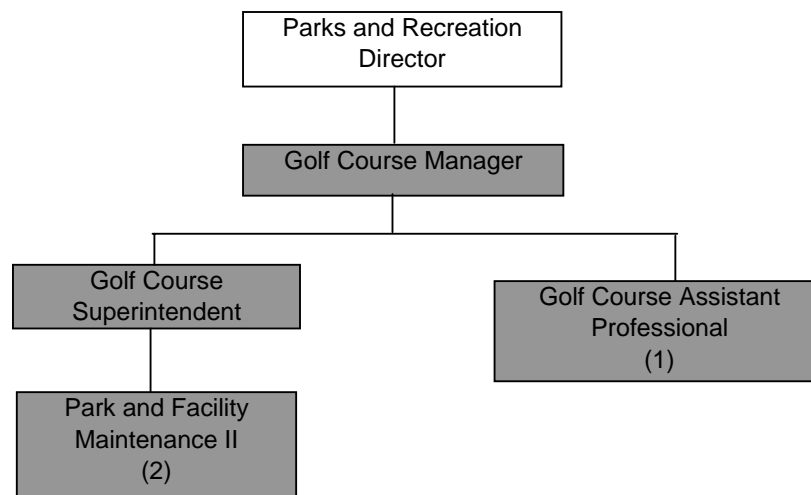 Parks and Recreation
Director
Golf Course Manager
Golf Course
Superintendent
Golf Course Assistant
Professional
(1)
Park and Facility
Maintenance II
(2)